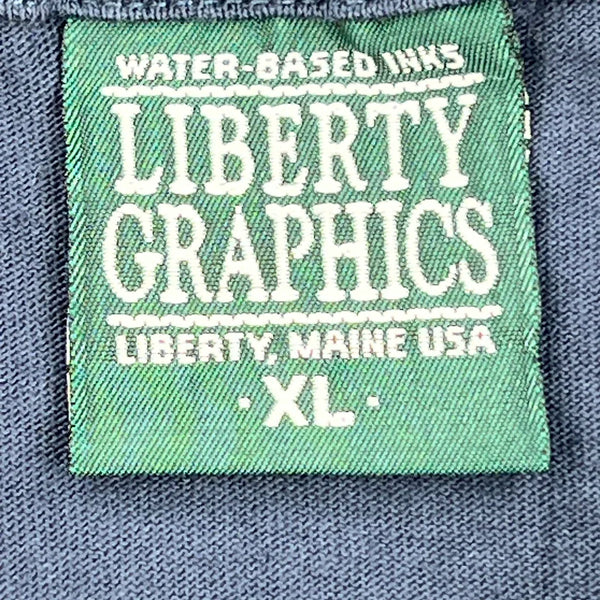 WATER-BASED INKS
LIBERTY
GRAPHICS
LIBERTY, MAINE USA
· XL ·